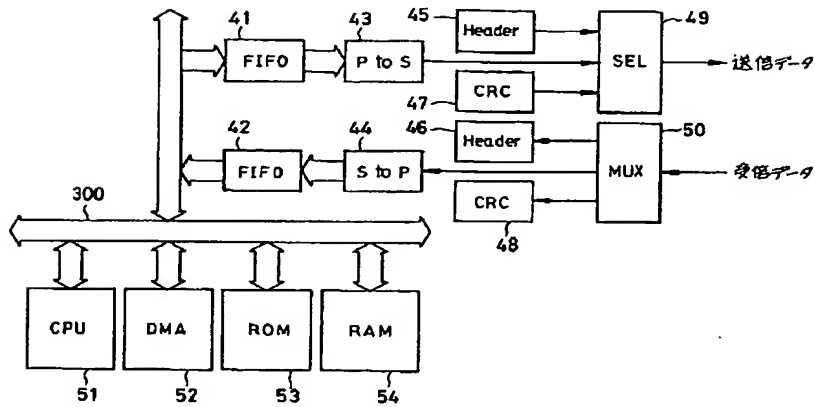 41
43
45
49
FIFO
P to S
Header
SEL
送信データ
47
CRC
46
42
44
Header
50
FIFO
S to P
MUX
受信データ
CRC
48
300
CPU
DMA
ROM
RAM
51
52
53
54